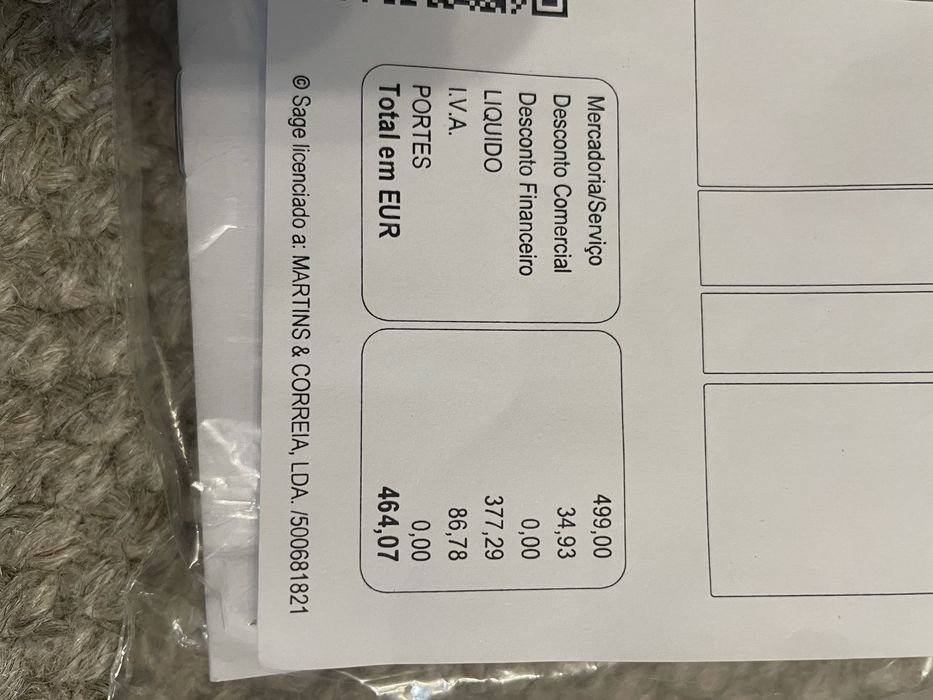 Mercadoria/Serviço 499,00
Desconto Comercial 34,93
Desconto Financeiro 0,00
LIQUIDO 377,29
I.V.A. 86,78
PORTES 0,00
Total em EUR 464,07
© Sage licenciado a: MARTINS & CORREIA, LDA. /500681821